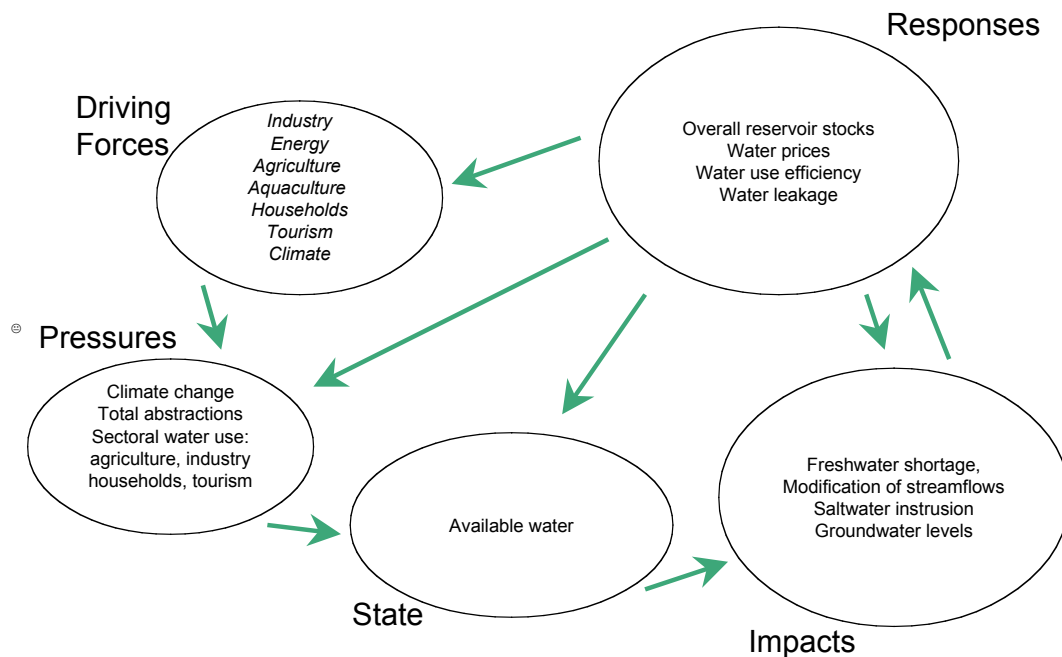 Responses
Overall reservoir stocks
Water prices
Water use efficiency
Water leakage
Driving
Forces
Industry
Energy
Agriculture
Aquaculture
Households
Tourism
Climate
Pressures
Climate change
Total abstractions
Sectoral water use:
agriculture, industry
households, tourism
Available water
State
Freshwater shortage,
Modification of streamflows
Saltwater instrusion
Groundwater levels
Impacts